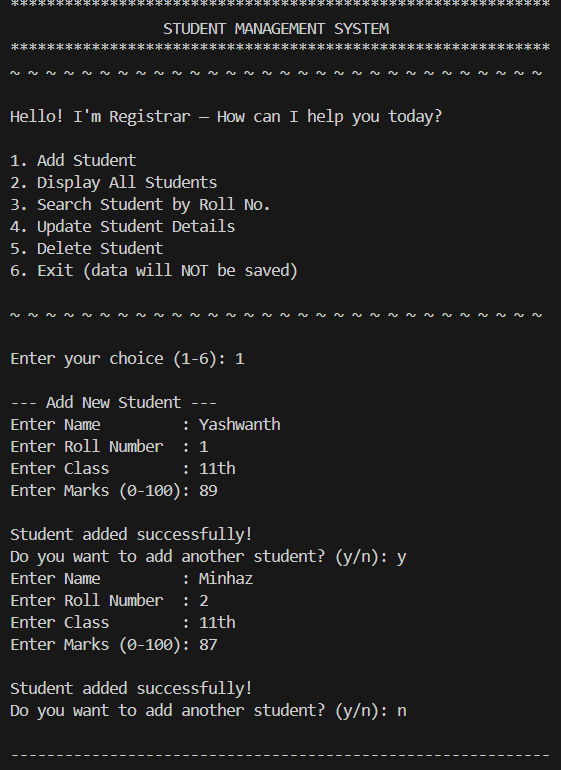 ************************************************************
STUDENT MANAGEMENT SYSTEM
************************************************************
~ ~ ~ ~ ~ ~ ~ ~ ~ ~ ~ ~ ~ ~ ~ ~ ~ ~ ~ ~ ~ ~ ~ ~ ~ ~ ~ ~ ~ ~
Hello! I'm Registrar — How can I help you today?
1. Add Student
2. Display All Students
3. Search Student by Roll No.
4. Update Student Details
5. Delete Student
6. Exit (data will NOT be saved)
~ ~ ~ ~ ~ ~ ~ ~ ~ ~ ~ ~ ~ ~ ~ ~ ~ ~ ~ ~ ~ ~ ~ ~ ~ ~ ~ ~ ~ ~
Enter your choice (1-6): 1
--- Add New Student ---
Enter Name        : Yashwanth
Enter Roll Number  : 1
Enter Class        : 11th
Enter Marks (0-100): 89
Student added successfully!
Do you want to add another student? (y/n): y
Enter Name         : Minhaz
Enter Roll Number  : 2
Enter Class        : 11th
Enter Marks (0-100): 87
Student added successfully!
Do you want to add another student? (y/n): n
------------------------------------------------------------